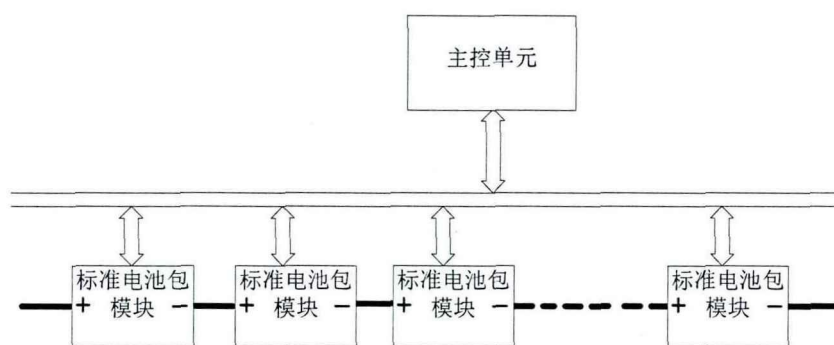 主控单元
标准电池包
+ 模块 −
标准电池包
+ 模块 −
标准电池包
+ 模块 −
标准电池包
+ 模块 −